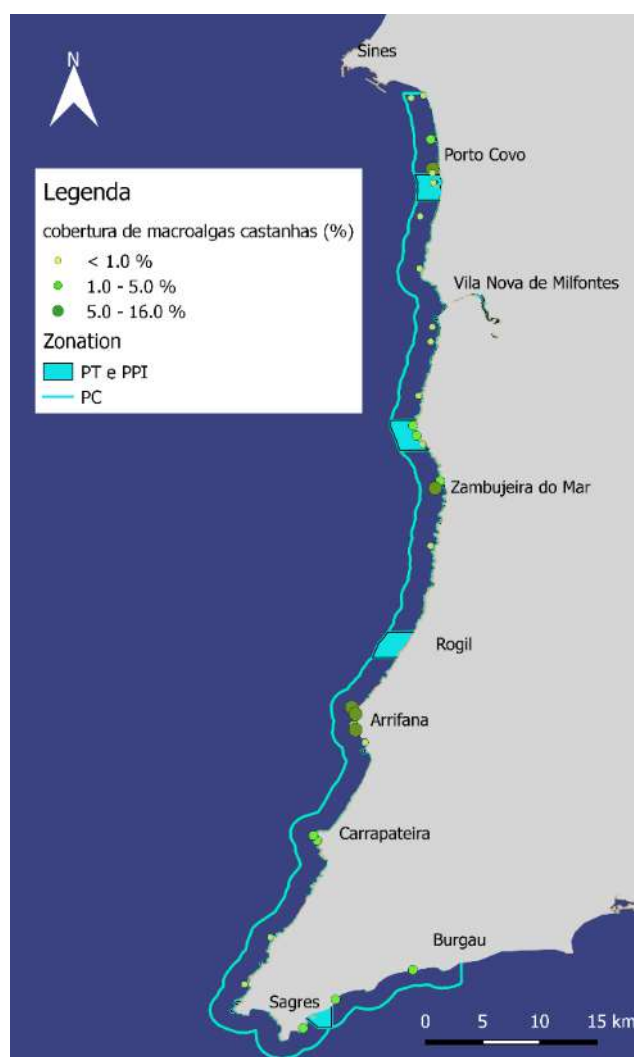 Sines
N
Porto Covo
Legenda
cobertura de macroalgas castanhas (%)
< 1.0 %
1.0 - 5.0 %
5.0 - 16.0 %
Zonation
PT e PPI
PC
Vila Nova de Milfontes
Zambujeira do Mar
Rogil
Arrifana
Carrapateira
Burgau
Sagres
0 5 10 15 km